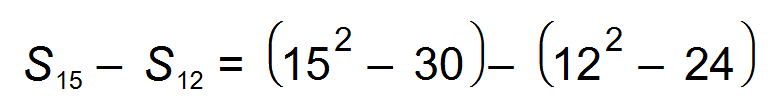 S₁₅ – S₁₂ = (15² – 30) – (12² – 24)